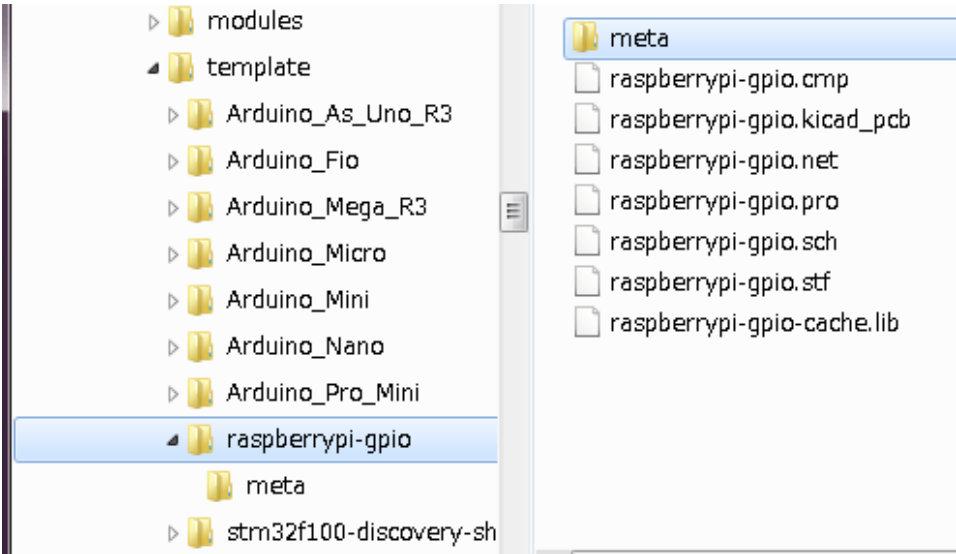 modules
template
Arduino_As_Uno_R3
Arduino_Fio
Arduino_Mega_R3
Arduino_Micro
Arduino_Mini
Arduino_Nano
Arduino_Pro_Mini
raspberrypi-gpio
meta
stm32f100-discovery-sh
meta
raspberrypi-gpio.cmp
raspberrypi-gpio.kicad_pcb
raspberrypi-gpio.net
raspberrypi-gpio.pro
raspberrypi-gpio.sch
raspberrypi-gpio.stf
raspberrypi-gpio-cache.lib